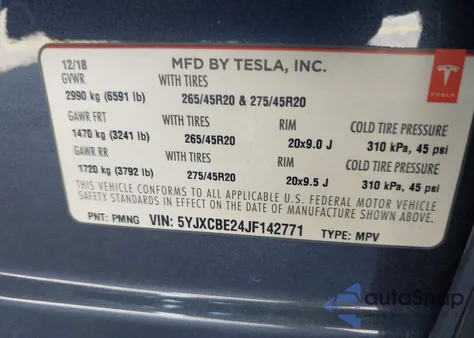 12/18 MFD BY TESLA, INC.
GVWR WITH TIRES
2990 kg (6591 lb) 265/45R20 & 275/45R20
GAWR FRT WITH TIRES RIM COLD TIRE PRESSURE
1470 kg (3241 lb) 265/45R20 20x9.0 J 310 kPa, 45 psi
GAWR RR WITH TIRES RIM COLD TIRE PRESSURE
1720 kg (3792 lb) 275/45R20 20x9.5 J 310 kPa, 45 psi
THIS VEHICLE CONFORMS TO ALL APPLICABLE U.S. FEDERAL MOTOR VEHICLE
SAFETY STANDARDS IN EFFECT ON THE DATE OF MANUFACTURE SHOWN ABOVE.
PNT: PMNG VIN: 5YJXCBE24JF142771 TYPE: MPV
TESLA
autoSnap